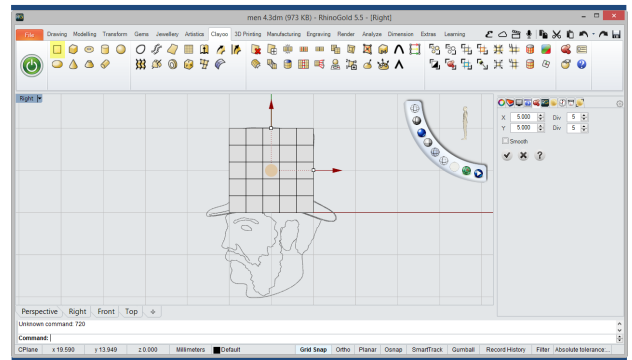 men 4.3dm (973 KB) - RhinoGold 5.5 - [Right]
File Drawing Modelling Transform Gems Jewellery Artistics Clayoo 3D Printing Manufacturing Engraving Render Analyze Dimension Extras Learning
Right
X 5.000 Div 5
Y 5.000 Div 5
Smooth
Perspective Right Front Top
Unknown command: 720
Command:
CPlane x 19.590 y 13.949 z 0.000 Millimeters Default Grid Snap Ortho Planar Osnap SmartTrack Gumball Record History Filter Absolute tolerance:...